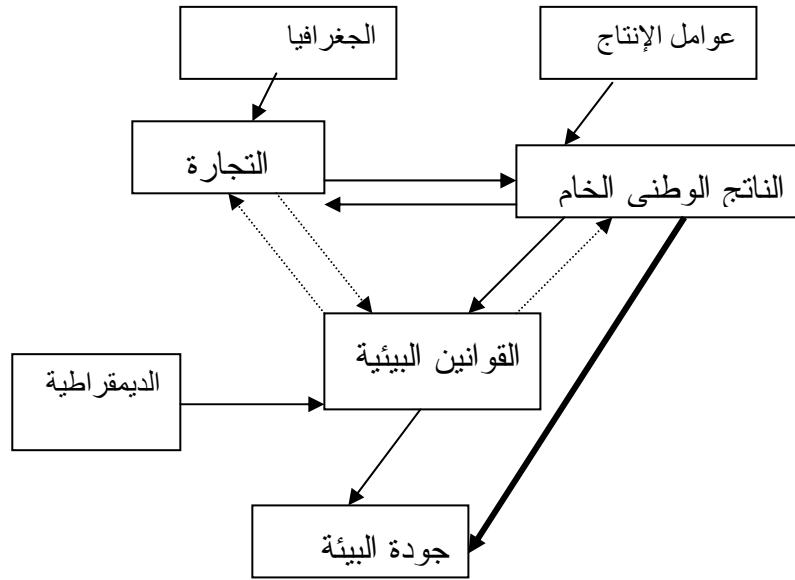 الجغرافيا
عوامل الإنتاج
التجارة
الناتج الوطنى الخام
القوانين البيئية
الديمقراطية
جودة البيئة